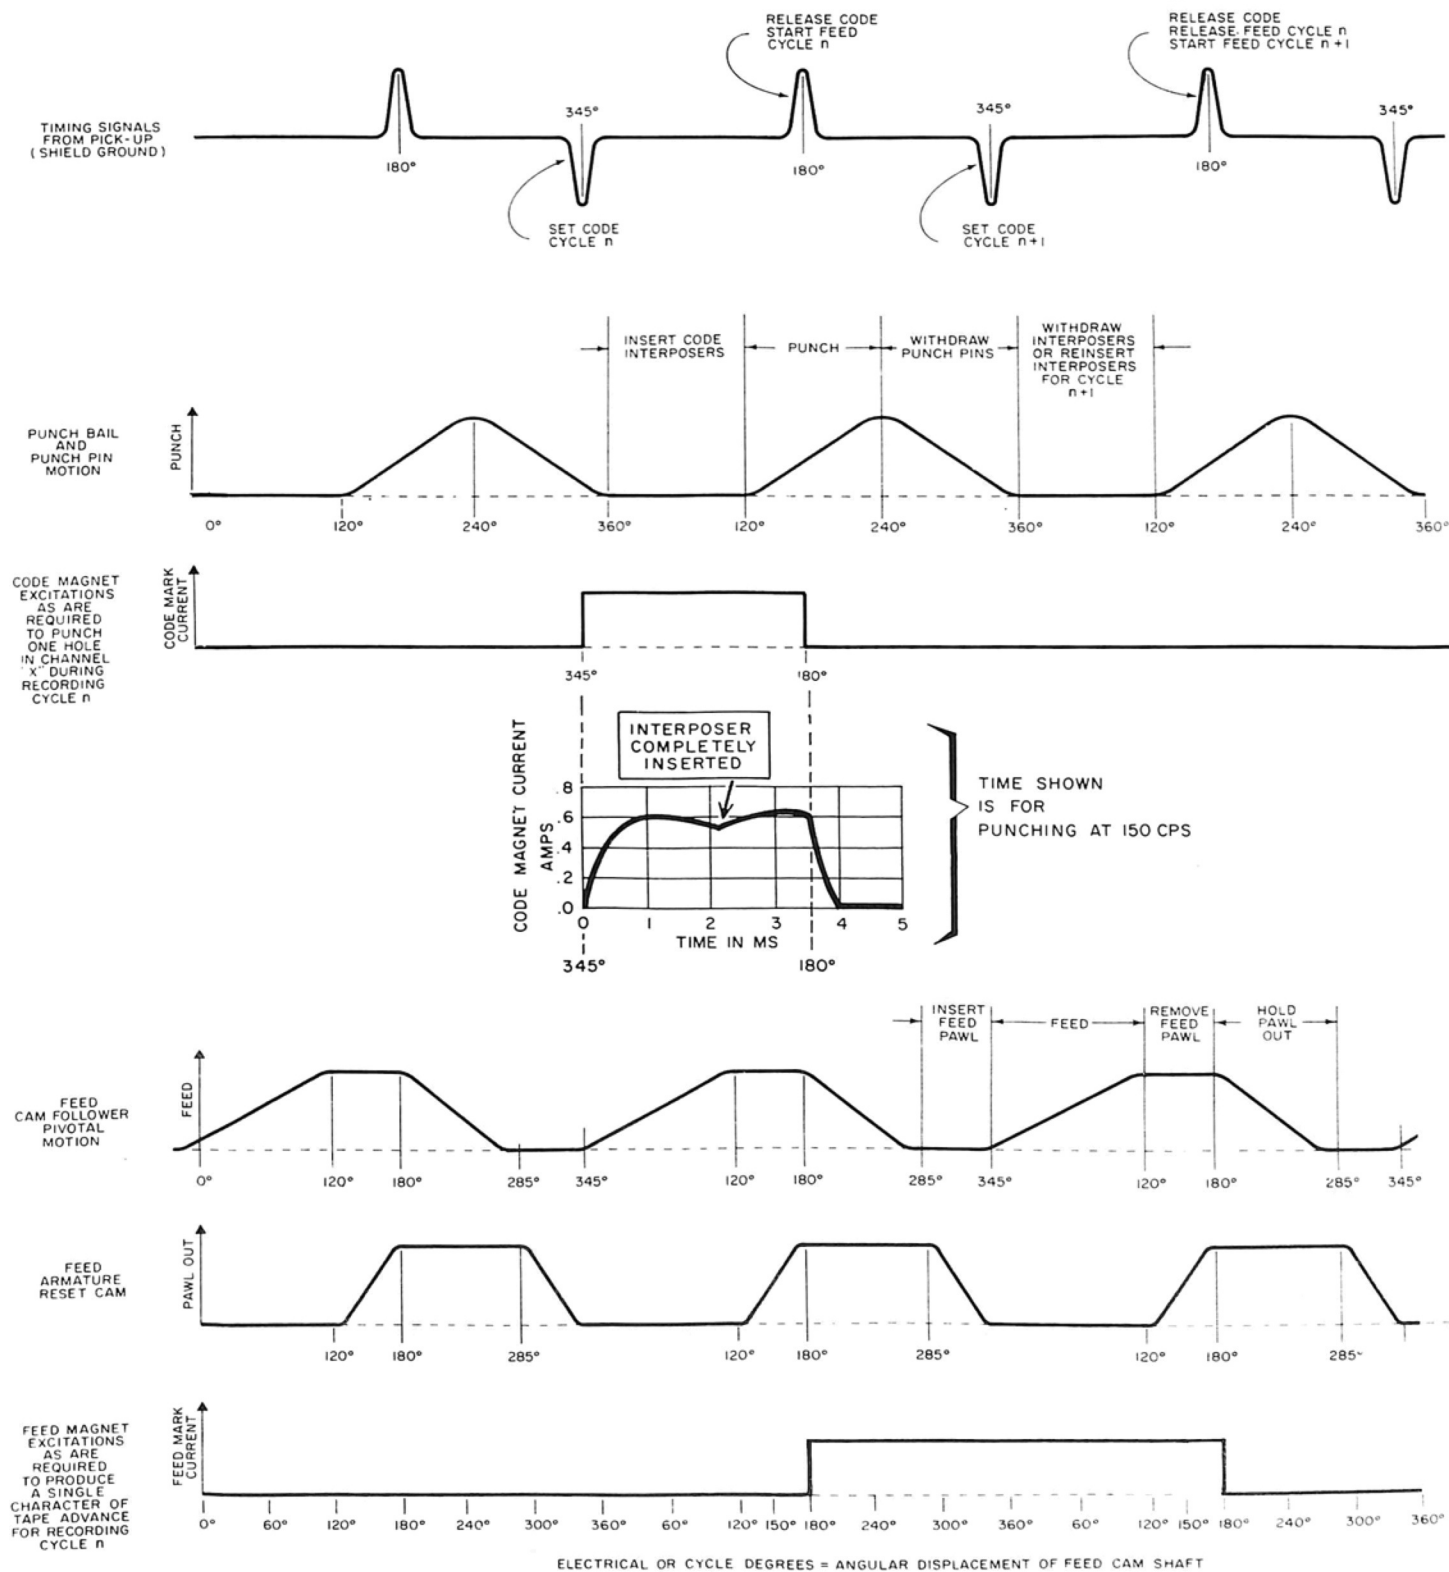 RELEASE CODE
START FEED
CYCLE n
RELEASE CODE
RELEASE FEED CYCLE n
START FEED CYCLE n+1
345°
345°
345°
TIMING SIGNALS
FROM PICK-UP
(SHIELD GROUND)
180°
180°
180°
SET CODE
CYCLE n
SET CODE
CYCLE n+1
INSERT CODE
INTERPOSERS
PUNCH
WITHDRAW
PUNCH PINS
WITHDRAW
INTERPOSERS
OR REINSERT
INTERPOSERS
FOR CYCLE
n+1
PUNCH BAIL
AND
PUNCH PIN
MOTION
PUNCH
0° 120° 240° 360° 120° 240° 360° 120° 240° 360°
CODE MAGNET
EXCITATIONS
AS ARE
REQUIRED
TO PUNCH
ONE HOLE
IN CHANNEL
"X" DURING
RECORDING
CYCLE n
CODE MARK
CURRENT
345° 180°
INTERPOSER
COMPLETELY
INSERTED
CODE MAGNET CURRENT
AMPS
.8
.6
.4
.2
.0
0 1 2 3 4 5
TIME IN MS
345° 180°
TIME SHOWN
IS FOR
PUNCHING AT 150 CPS
INSERT
FEED
PAWL
FEED
REMOVE
FEED
PAWL
HOLD
PAWL
OUT
FEED
CAM FOLLOWER
PIVOTAL
MOTION
FEED
0° 120° 180° 285° 345° 120° 180° 285° 345° 120° 180° 285° 345°
FEED
ARMATURE
RESET CAM
PAWL OUT
120° 180° 285° 120° 180° 285° 120° 180° 285°
FEED MAGNET
EXCITATIONS
AS ARE
REQUIRED
TO PRODUCE
A SINGLE
CHARACTER OF
TAPE ADVANCE
FOR RECORDING
CYCLE n
FEED MARK
CURRENT
0° 60° 120° 180° 240° 300° 360° 60° 120° 150° 180° 240° 300° 360° 60° 120° 150° 180° 240° 300° 360°
ELECTRICAL OR CYCLE DEGREES = ANGULAR DISPLACEMENT OF FEED CAM SHAFT